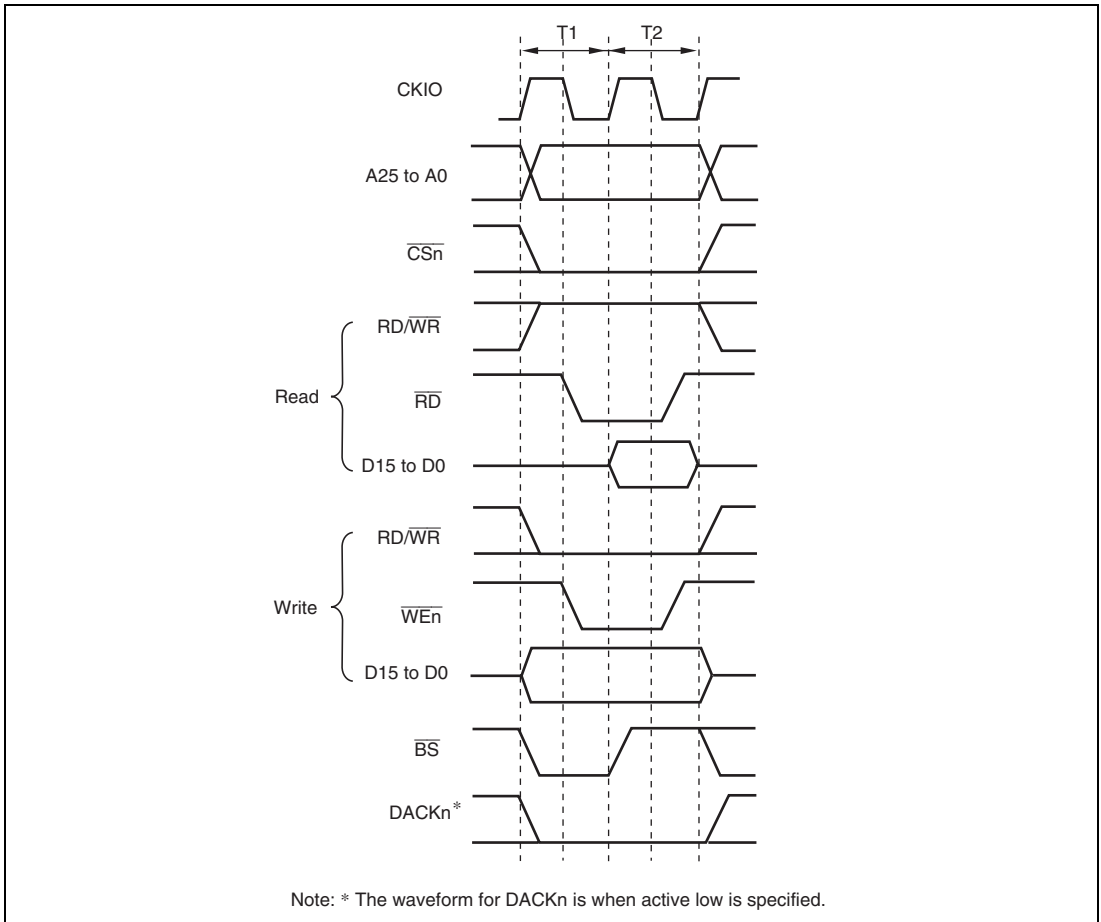 T1 T2
CKIO
A25 to A0
CSn
RD/WR
Read
RD
D15 to D0
RD/WR
Write
WEn
D15 to D0
BS
DACKn*
Note: * The waveform for DACKn is when active low is specified.